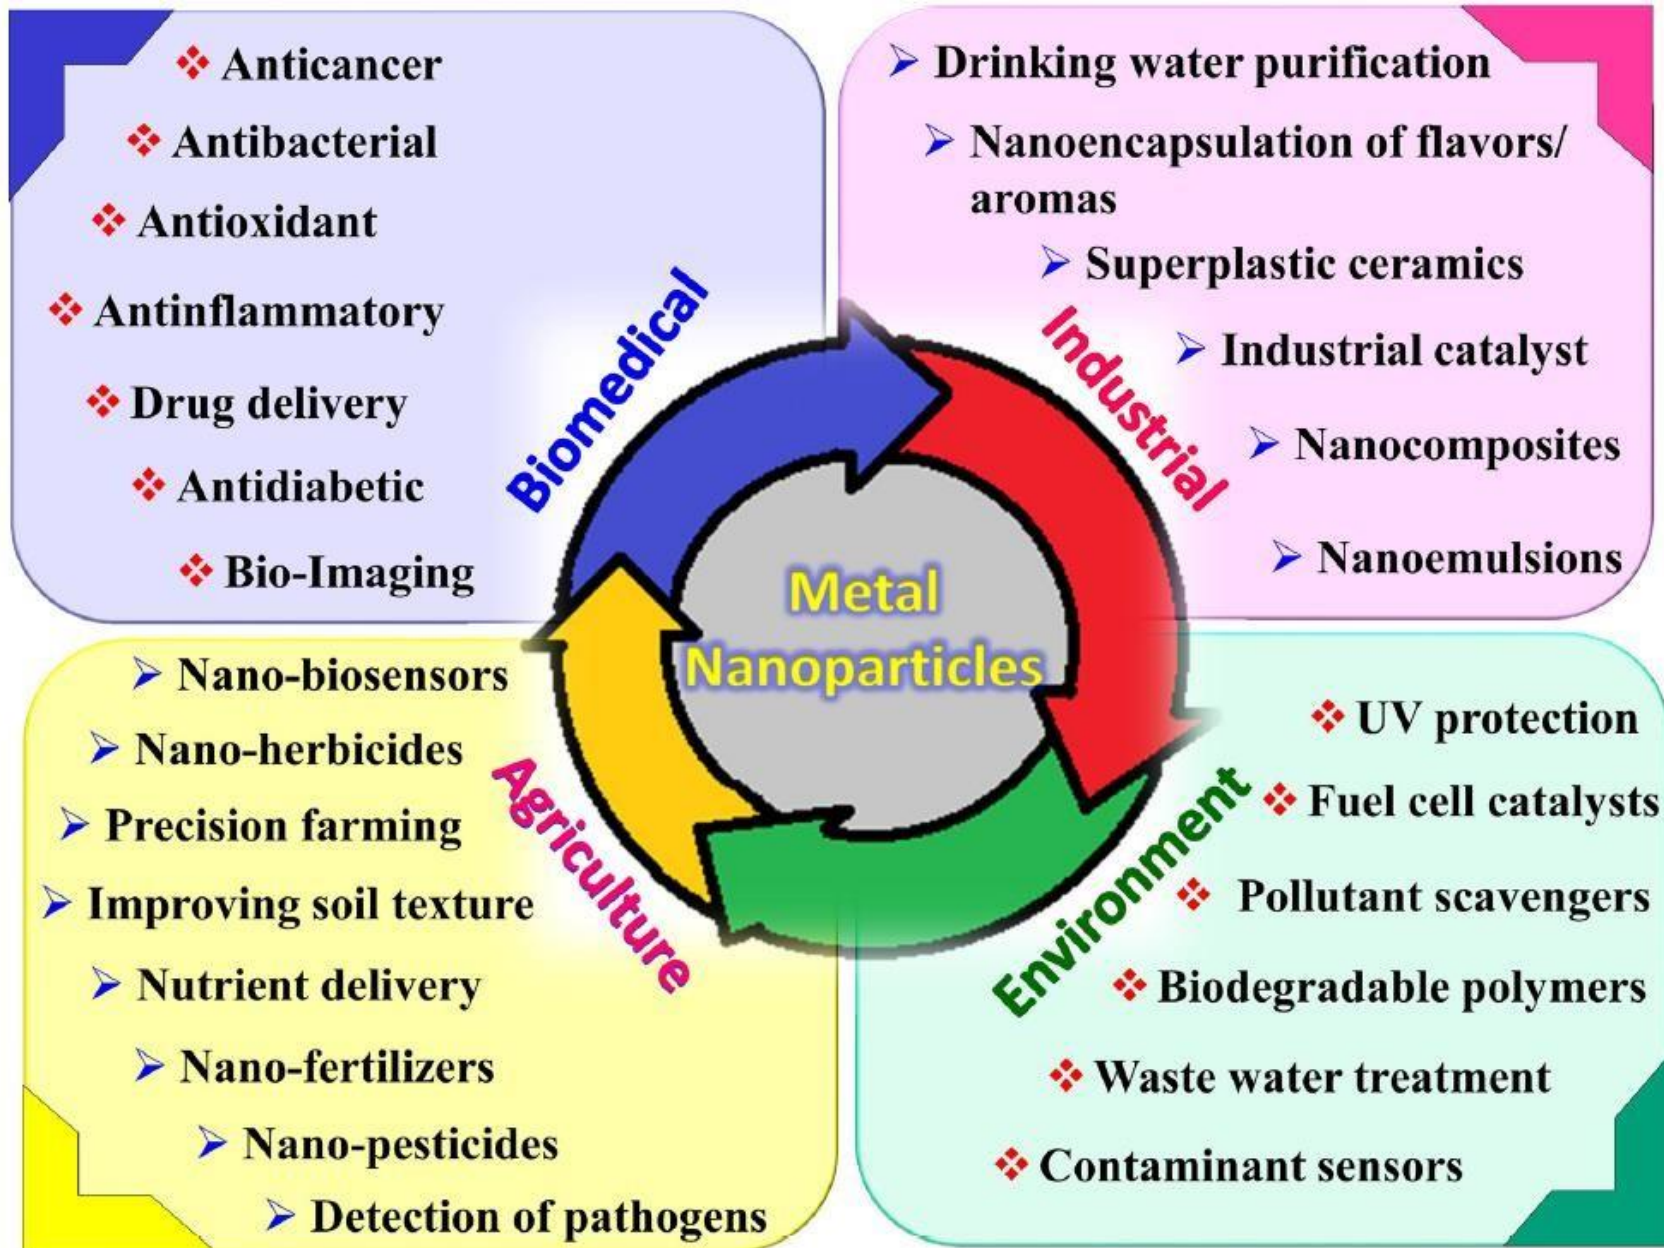 Anticancer
Antibacterial
Antioxidant
Antinflammatory
Drug delivery
Antidiabetic
Bio-Imaging
Biomedical
Drinking water purification
Nanoencapsulation of flavors/
aromas
Superplastic ceramics
Industrial catalyst
Nanocomposites
Nanoemulsions
Industrial
Metal
Nanoparticles
Nano-biosensors
Nano-herbicides
Precision farming
Improving soil texture
Nutrient delivery
Nano-fertilizers
Nano-pesticides
Detection of pathogens
Agriculture
UV protection
Fuel cell catalysts
Pollutant scavengers
Biodegradable polymers
Waste water treatment
Contaminant sensors
Environment